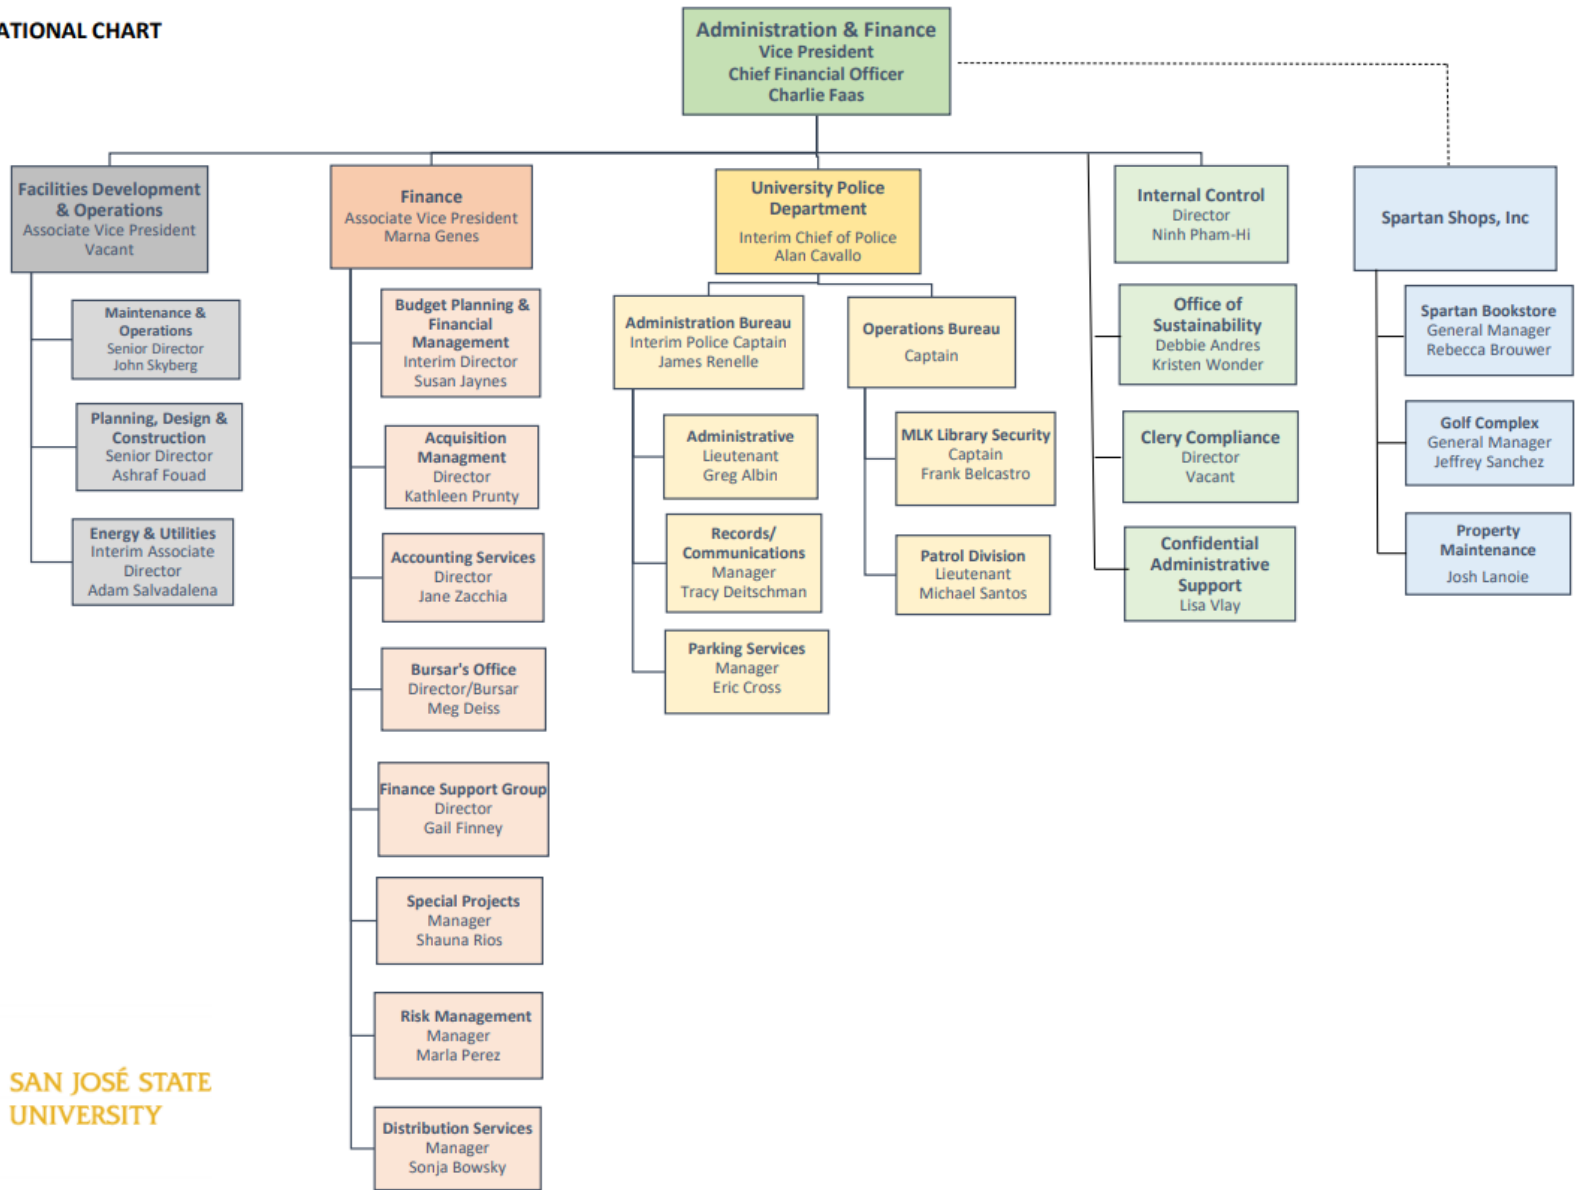 ATIONAL CHART
Administration & Finance
Vice President
Chief Financial Officer
Charlie Faas
Facilities Development
& Operations
Associate Vice President
Vacant
Maintenance &
Operations
Senior Director
John Skyberg
Planning, Design &
Construction
Senior Director
Ashraf Fouad
Energy & Utilities
Interim Associate
Director
Adam Salvadalena
Finance
Associate Vice President
Marna Genes
Budget Planning &
Financial
Management
Interim Director
Susan Jaynes
Acquisition
Managment
Director
Kathleen Prunty
Accounting Services
Director
Jane Zacchia
Bursar's Office
Director/Bursar
Meg Deiss
Finance Support Group
Director
Gail Finney
Special Projects
Manager
Shauna Rios
Risk Management
Manager
Marla Perez
Distribution Services
Manager
Sonja Bowsky
University Police
Department
Interim Chief of Police
Alan Cavallo
Administration Bureau
Interim Police Captain
James Renelle
Administrative
Lieutenant
Greg Albin
Records/
Communications
Manager
Tracy Deitschman
Parking Services
Manager
Eric Cross
Operations Bureau
Captain
MLK Library Security
Captain
Frank Belcastro
Patrol Division
Lieutenant
Michael Santos
Internal Control
Director
Ninh Pham-Hi
Office of
Sustainability
Debbie Andres
Kristen Wonder
Clery Compliance
Director
Vacant
Confidential
Administrative
Support
Lisa Vlay
Spartan Shops, Inc
Spartan Bookstore
General Manager
Rebecca Brouwer
Golf Complex
General Manager
Jeffrey Sanchez
Property
Maintenance
Josh Lanoie
SAN JOSÉ STATE
UNIVERSITY